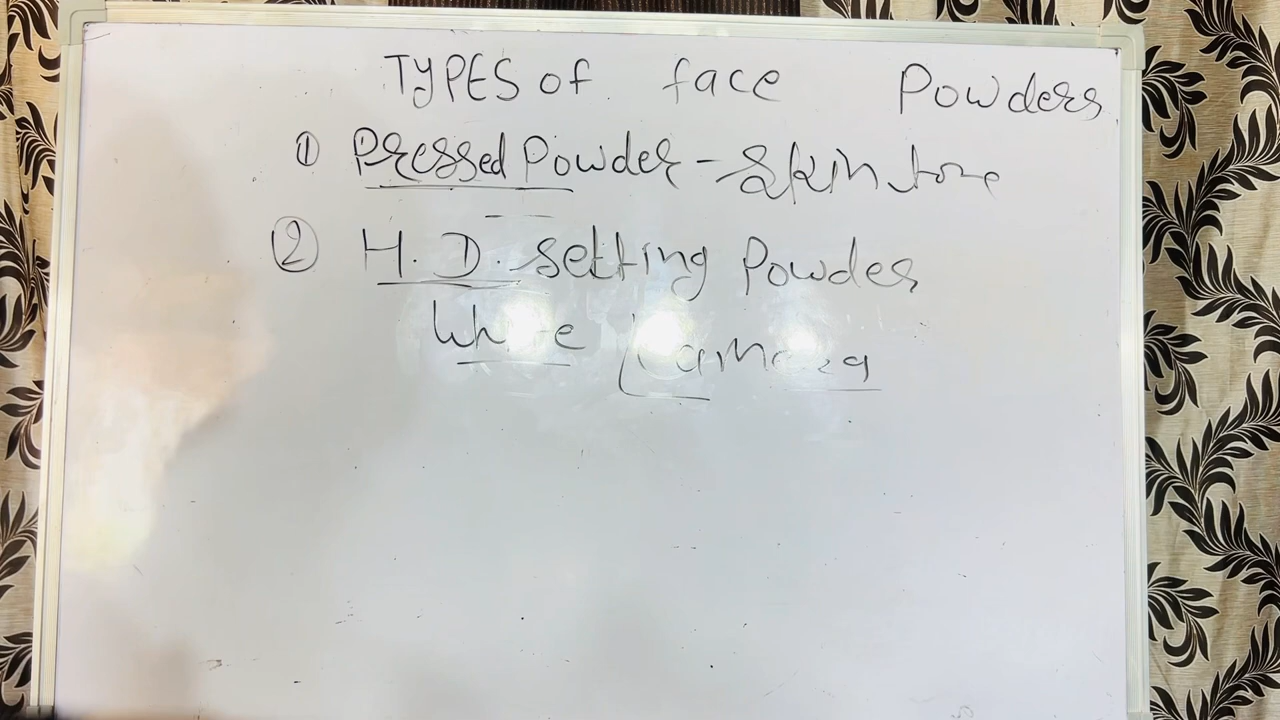 TYPES of face Powders
① Pressed Powder - Skin tone
② H.D. Setting Powder
White Camera